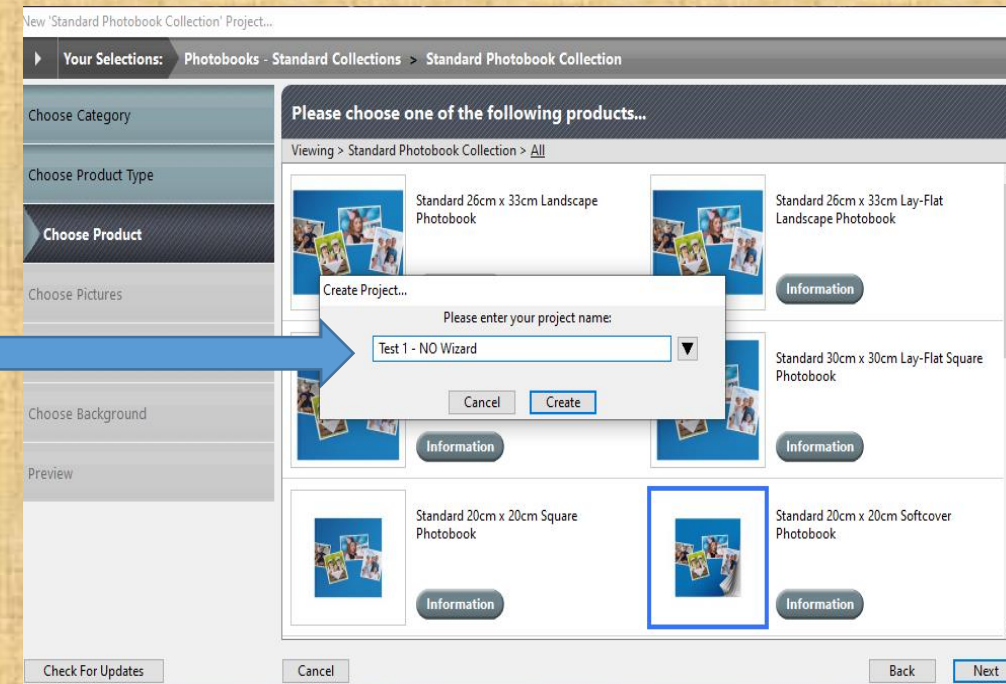 New 'Standard Photobook Collection' Project...
Your Selections: Photobooks - Standard Collections > Standard Photobook Collection
Choose Category
Choose Product Type
Choose Product
Choose Pictures
Choose Background
Preview
Please choose one of the following products...
Viewing > Standard Photobook Collection > All
Standard 26cm x 33cm Landscape
Photobook
Standard 26cm x 33cm Lay-Flat
Landscape Photobook
Information
Create Project...
Please enter your project name:
Test 1 - NO Wizard
Cancel
Create
Standard 30cm x 30cm Lay-Flat Square
Photobook
Information
Information
Standard 20cm x 20cm Square
Photobook
Information
Standard 20cm x 20cm Softcover
Photobook
Information
Check For Updates
Cancel
Back
Next